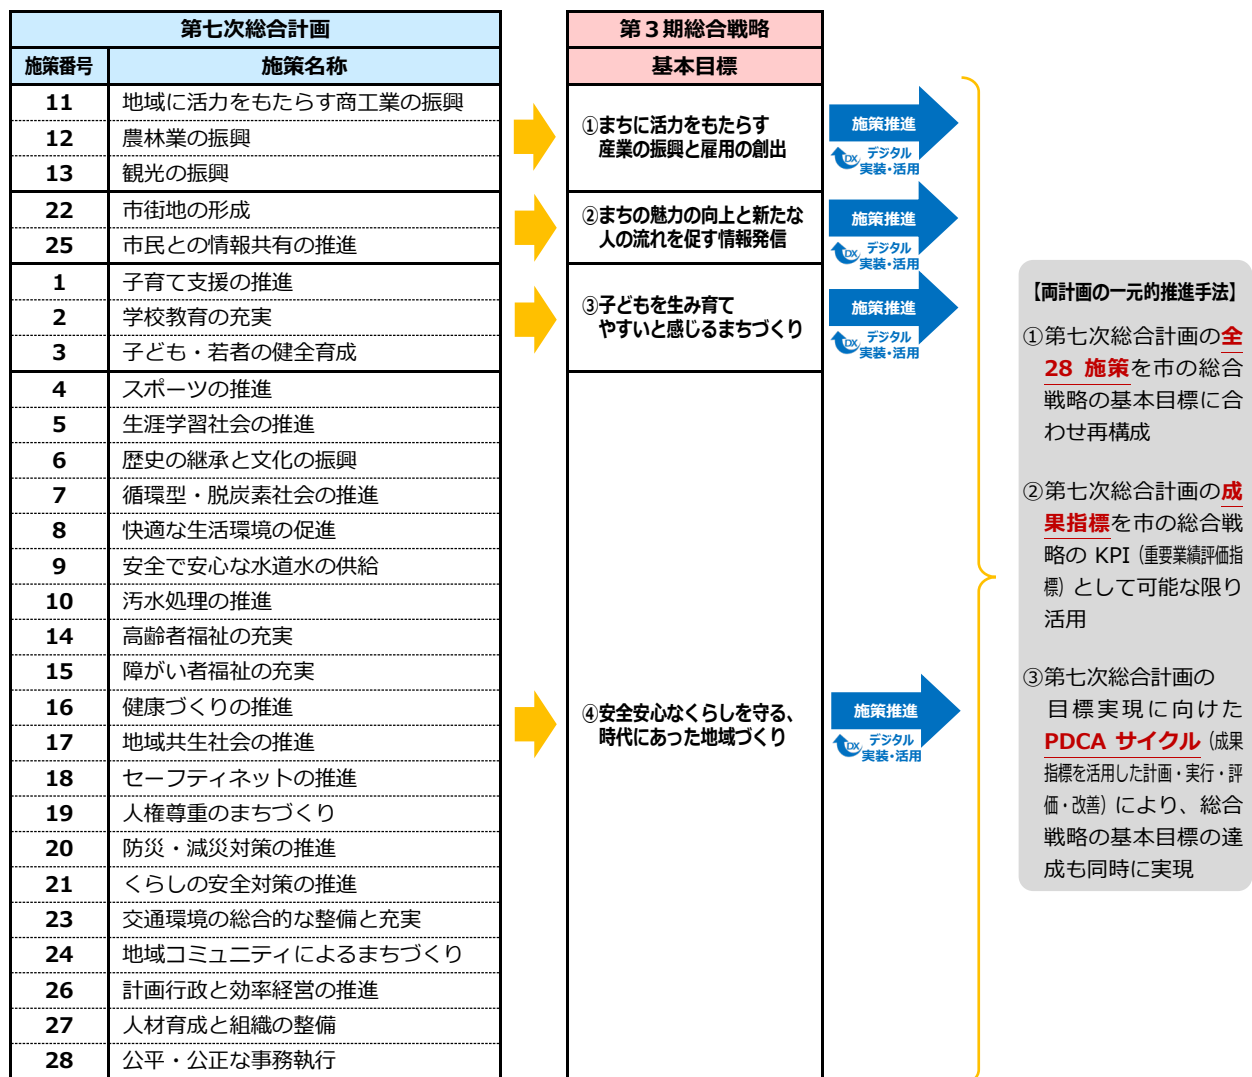 第七次総合計画
施策番号 施策名称
11 地域に活力をもたらす商工業の振興
12 農林業の振興
13 観光の振興
22 市街地の形成
25 市民との情報共有の推進
1 子育て支援の推進
2 学校教育の充実
3 子ども・若者の健全育成
4 スポーツの推進
5 生涯学習社会の推進
6 歴史の継承と文化の振興
7 循環型・脱炭素社会の推進
8 快適な生活環境の促進
9 安全で安心な水道水の供給
10 汚水処理の推進
14 高齢者福祉の充実
15 障がい者福祉の充実
16 健康づくりの推進
17 地域共生社会の推進
18 セーフティネットの推進
19 人権尊重のまちづくり
20 防災・減災対策の推進
21 くらしの安全対策の推進
23 交通環境の総合的な整備と充実
24 地域コミュニティによるまちづくり
26 計画行政と効率経営の推進
27 人材育成と組織の整備
28 公平・公正な事務執行
第３期総合戦略
基本目標
①まちに活力をもたらす
産業の振興と雇用の創出
②まちの魅力の向上と新たな
人の流れを促す情報発信
③子どもを生み育て
やすいと感じるまちづくり
④安全安心なくらしを守る、
時代にあった地域づくり
施策推進
DX デジタル
実装・活用
施策推進
DX デジタル
実装・活用
施策推進
DX デジタル
実装・活用
施策推進
DX デジタル
実装・活用
【両計画の一元的推進手法】
①第七次総合計画の全
28 施策を市の総合
戦略の基本目標に合
わせ再構成
②第七次総合計画の成
果指標を市の総合戦
略の KPI（重要業績評価指
標）として可能な限り
活用
③第七次総合計画の
目標実現に向けた
PDCA サイクル（成果
指標を活用した計画・実行・評
価・改善）により、総合
戦略の基本目標の達
成も同時に実現